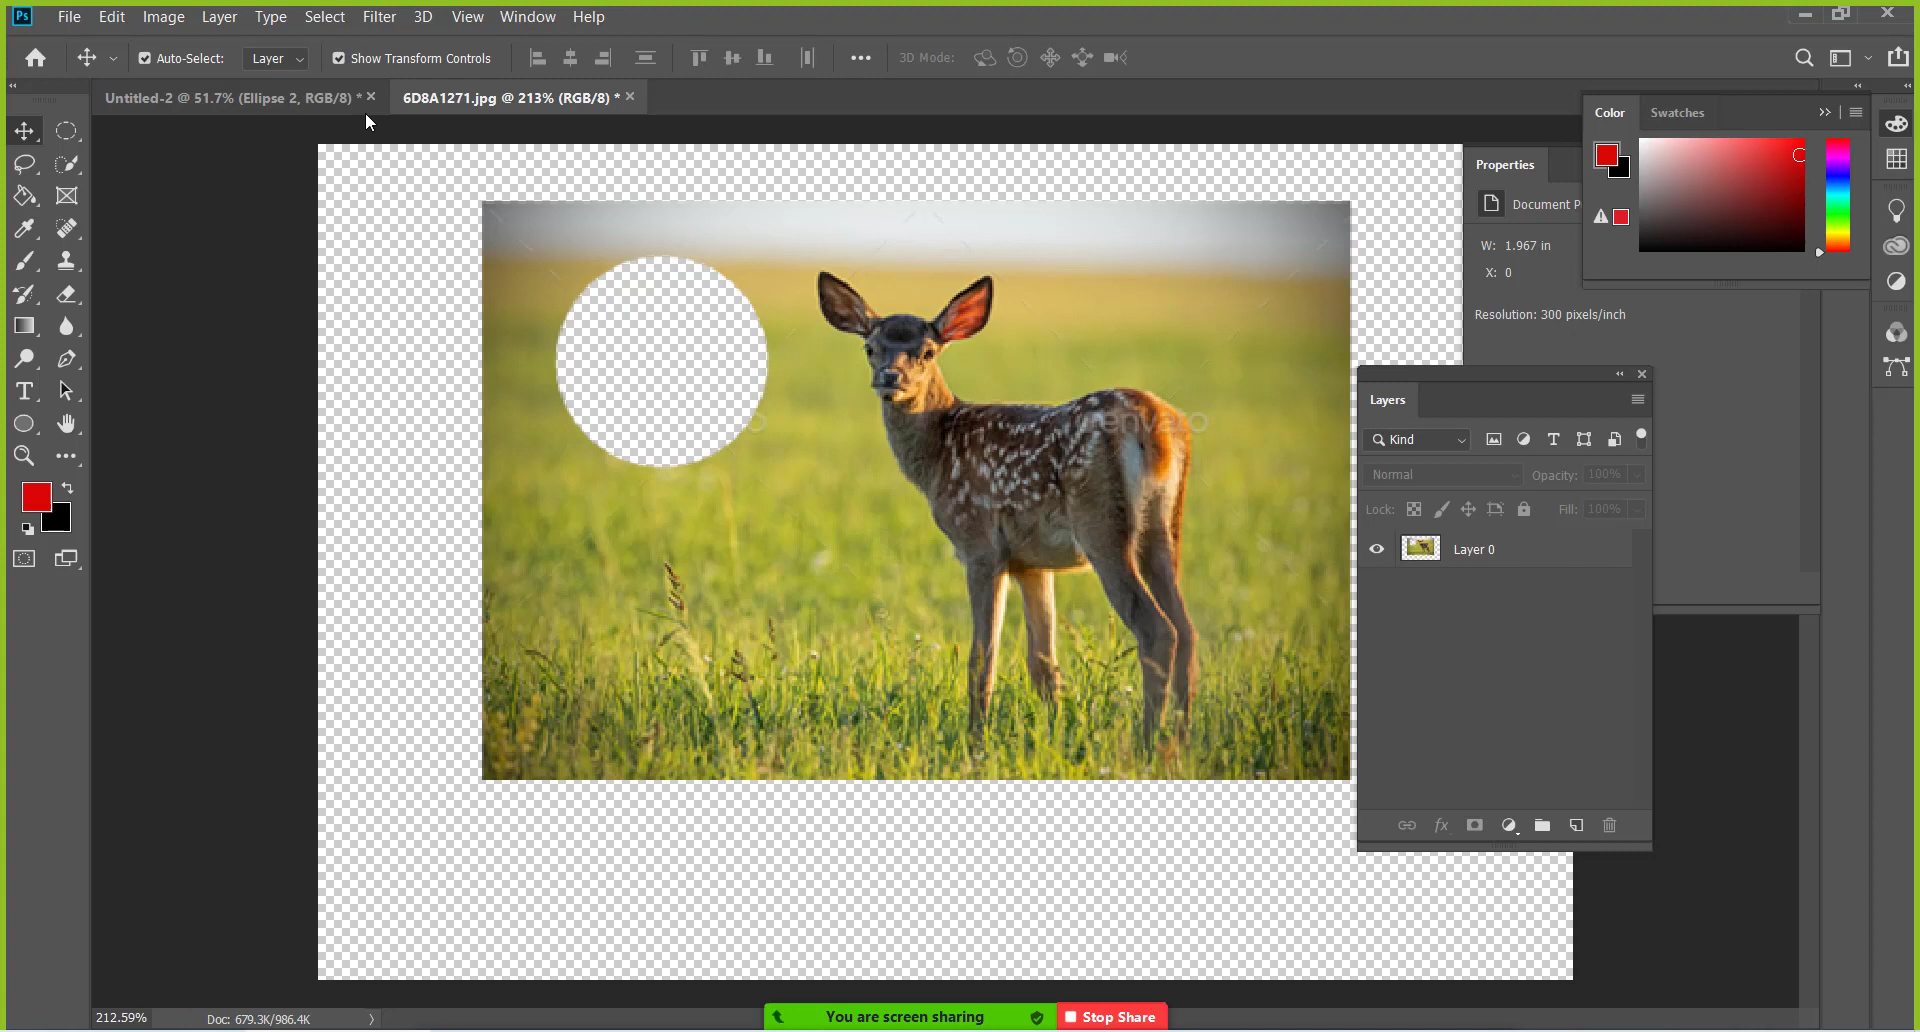 Ps File Edit Image Layer Type Select Filter 3D View Window Help
Auto-Select: Layer Show Transform Controls 3D Mode:
Untitled-2 @ 51.7% (Ellipse 2, RGB/8) * 6D8A1271.jpg @ 213% (RGB/8) *
Color Swatches
Properties
Document P
W: 1.967 in
X: 0
Resolution: 300 pixels/inch
Layers
Kind
Normal Opacity: 100%
Lock: Fill: 100%
Layer 0
envato
212.59% Doc: 679.3K/986.4K
You are screen sharing Stop Share